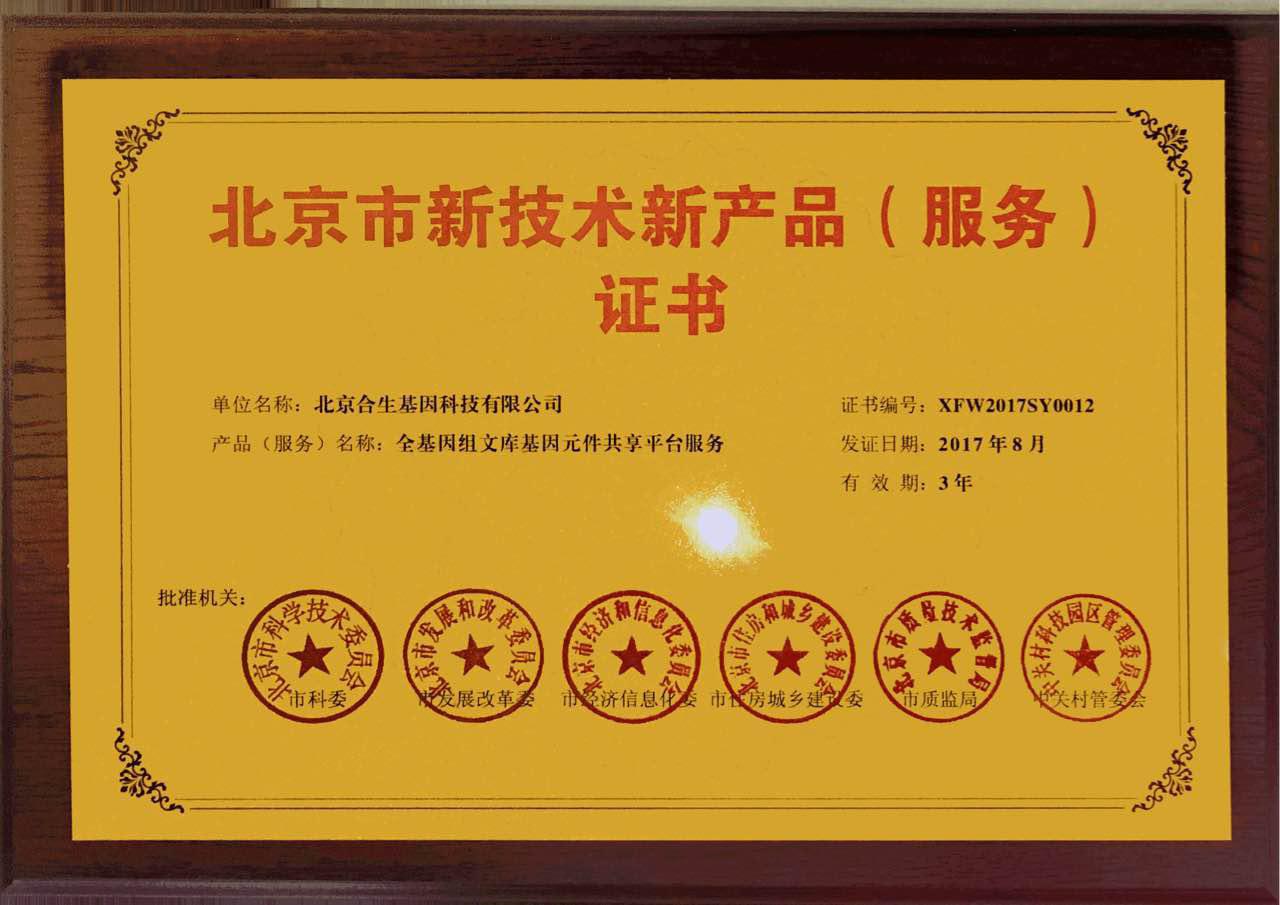 北京市新技术新产品（服务）
证书
单位名称：北京合生基因科技有限公司
证书编号：XFW2017SY0012
产品（服务）名称：全基因组文库基因元件共享平台服务
发证日期：2017年8月
有 效 期：3年
批准机关：
北京市科学技术委员会
北京市发展和改革委员会
北京市经济和信息化委员会
北京市住房和城乡建设委员会
北京市质量技术监督局
中关村科技园区管理委员会
市科委 市发展改革委 市经济信息化委 市住房城乡建设委 市质监局 中关村管委会